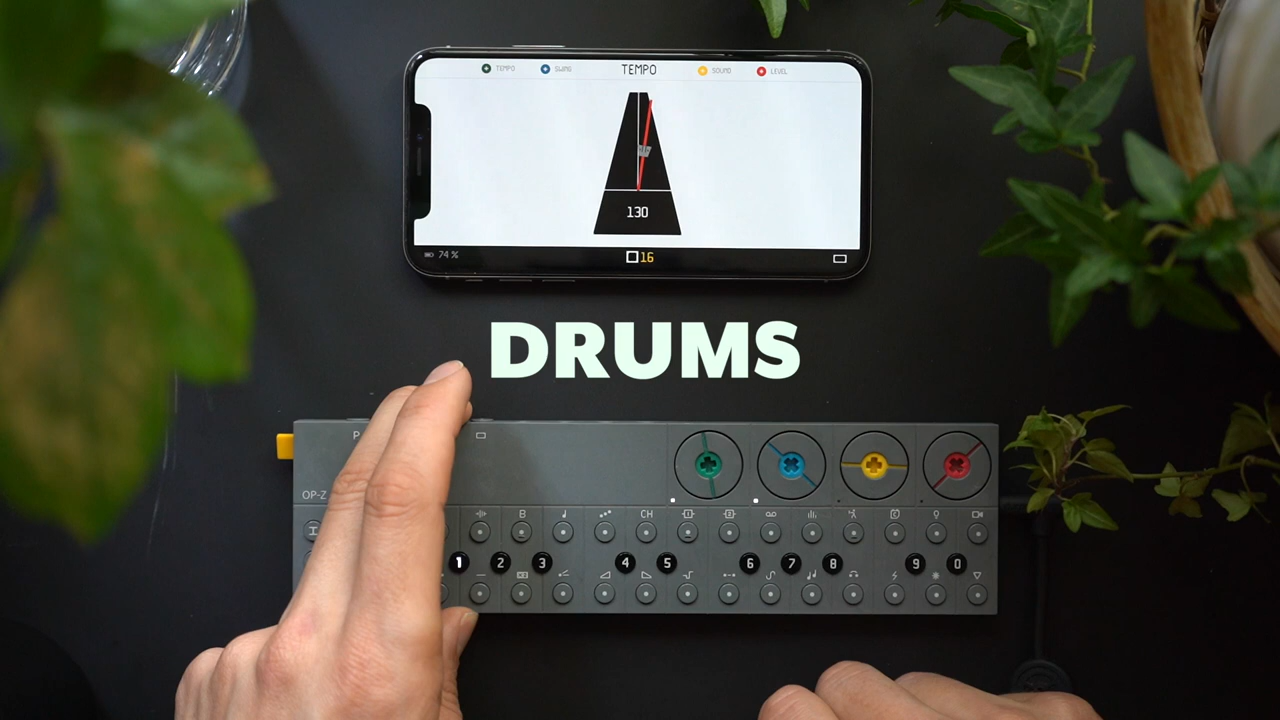 TEMPO SWING TEMPO SOUND LEVEL
130
74 % 16
DRUMS
P
OP-Z
B CH
1 2 3 4 5 6 7 8 9 0